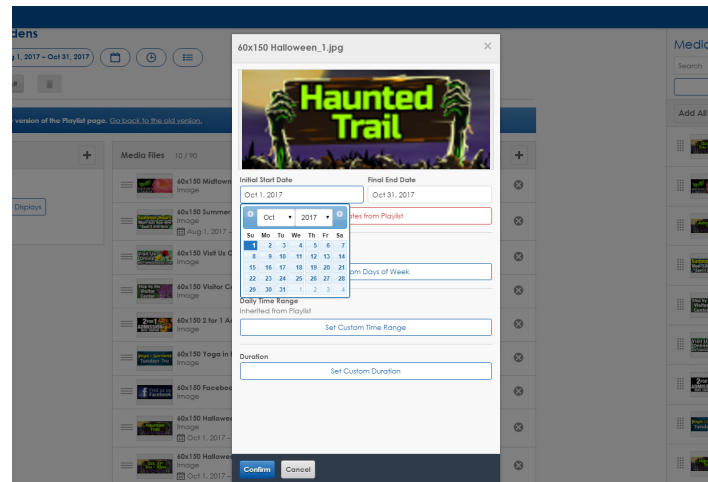 dens
g 1, 2017 – Oct 31, 2017
version of the Playlist page. Go back to the old version.
Displays
Media Files 10 / 90
60x150 Midtown
Image
60x150 Summer
Image
Aug 1, 2017 –
60x150 Visit Us
Image
60x150 Visitor
Image
60x150 2 for 1
Image
60x150 Yoga in
Image
60x150 Facebook
Image
60x150 Hallowe
Image
Oct 1, 2017 –
60x150 Hallowe
Image
Oct 1, 2017 –
60x150 Halloween_1.jpg
Haunted
Trail
Initial Start Date
Final End Date
Oct 1, 2017
Oct 31, 2017
ates from Playlist
Oct 2017
Su Mo Tu We Th Fr Sa
1 2 3 4 5 6 7
8 9 10 11 12 13 14
15 16 17 18 19 20 21
22 23 24 25 26 27 28
29 30 31 1 2 3 4
om Days of Week
Daily Time Range
Inherited from Playlist
Set Custom Time Range
Duration
Set Custom Duration
Confirm
Cancel
Media
Search
Add All